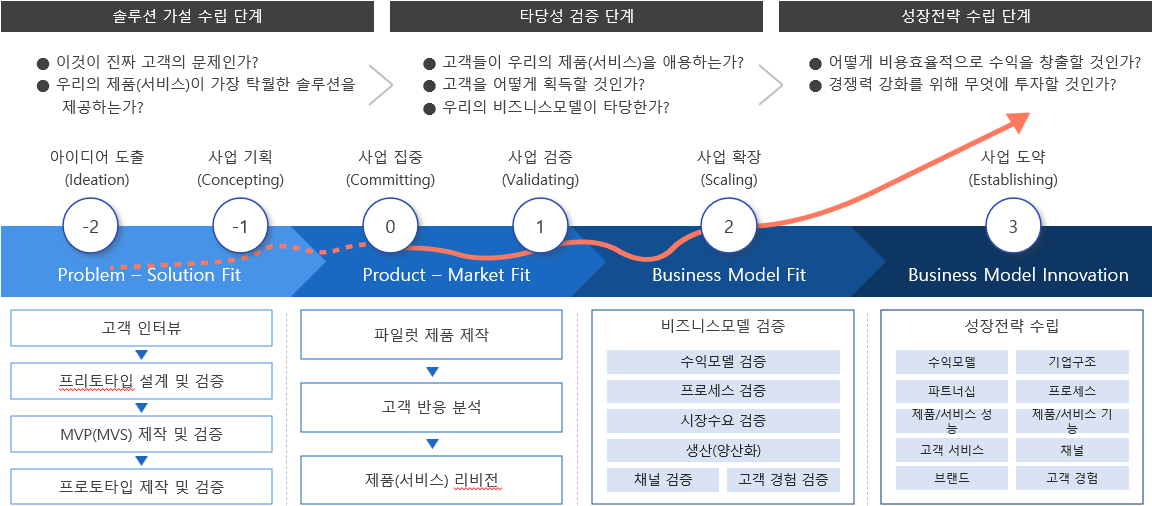 솔루션 가설 수립 단계
타당성 검증 단계
성장전략 수립 단계
● 이것이 진짜 고객의 문제인가?
● 우리의 제품(서비스)이 가장 탁월한 솔루션을
제공하는가?
● 고객들이 우리의 제품(서비스)을 애용하는가?
● 고객을 어떻게 획득할 것인가?
● 우리의 비즈니스모델이 타당한가?
● 어떻게 비용효율적으로 수익을 창출할 것인가?
● 경쟁력 강화를 위해 무엇에 투자할 것인가?
아이디어 도출
(Ideation)
사업 기획
(Concepting)
사업 집중
(Committing)
사업 검증
(Validating)
사업 확장
(Scaling)
사업 도약
(Establishing)
-2
-1
0
1
2
3
Problem – Solution Fit
Product – Market Fit
Business Model Fit
Business Model Innovation
고객 인터뷰
프리토타입 설계 및 검증
MVP(MVS) 제작 및 검증
프로토타입 제작 및 검증
파일럿 제품 제작
고객 반응 분석
제품(서비스) 리비전
비즈니스모델 검증
수익모델 검증
프로세스 검증
시장수요 검증
생산(양산화)
채널 검증
고객 경험 검증
성장전략 수립
수익모델
기업구조
파트너십
프로세스
제품/서비스 성
능
제품/서비스 기
능
고객 서비스
채널
브랜드
고객 경험